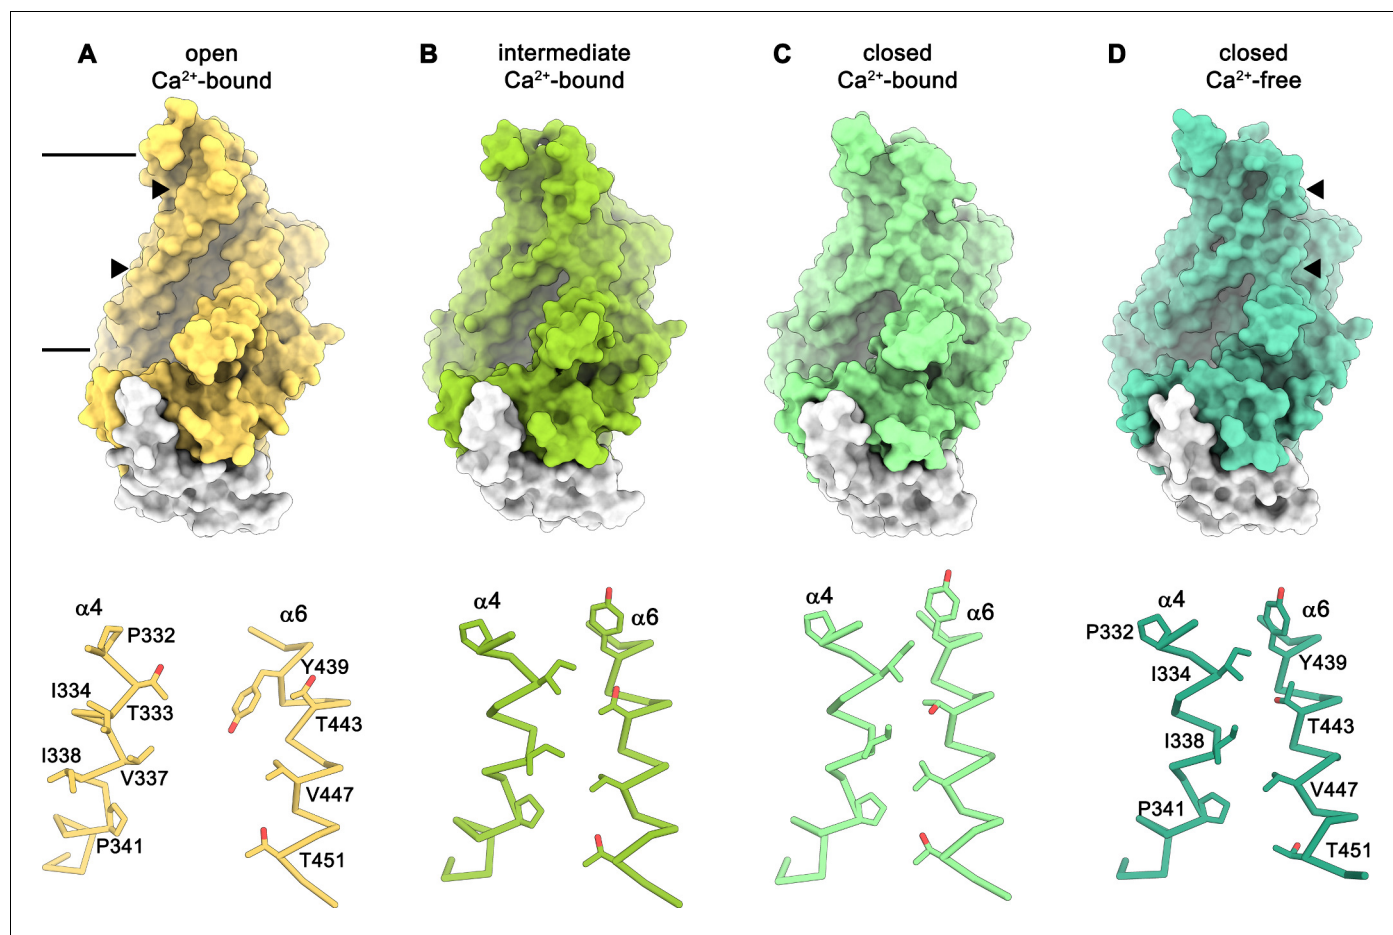 A
open
Ca²⁺-bound
B
intermediate
Ca²⁺-bound
C
closed
Ca²⁺-bound
D
closed
Ca²⁺-free
α4
P332
I334
T333
I338
V337
P341
α6
Y439
T443
V447
T451
α4
α6
α4
α6
α4
P332
I334
I338
P341
α6
Y439
T443
V447
T451